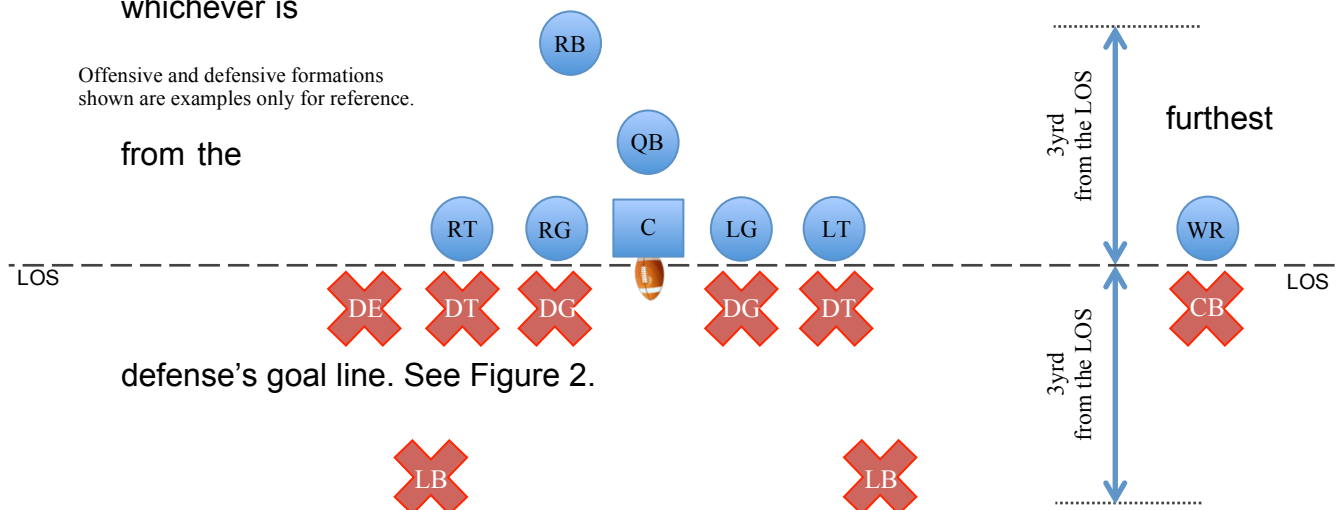 whichever is
RB
Offensive and defensive formations
shown are examples only for reference.
furthest
3yrd
from the LOS
from the
QB
RT RG C LG LT WR
LOS
LOS
DE DT DG DG DT CB
3yrd
from the LOS
defense's goal line. See Figure 2.
LB LB